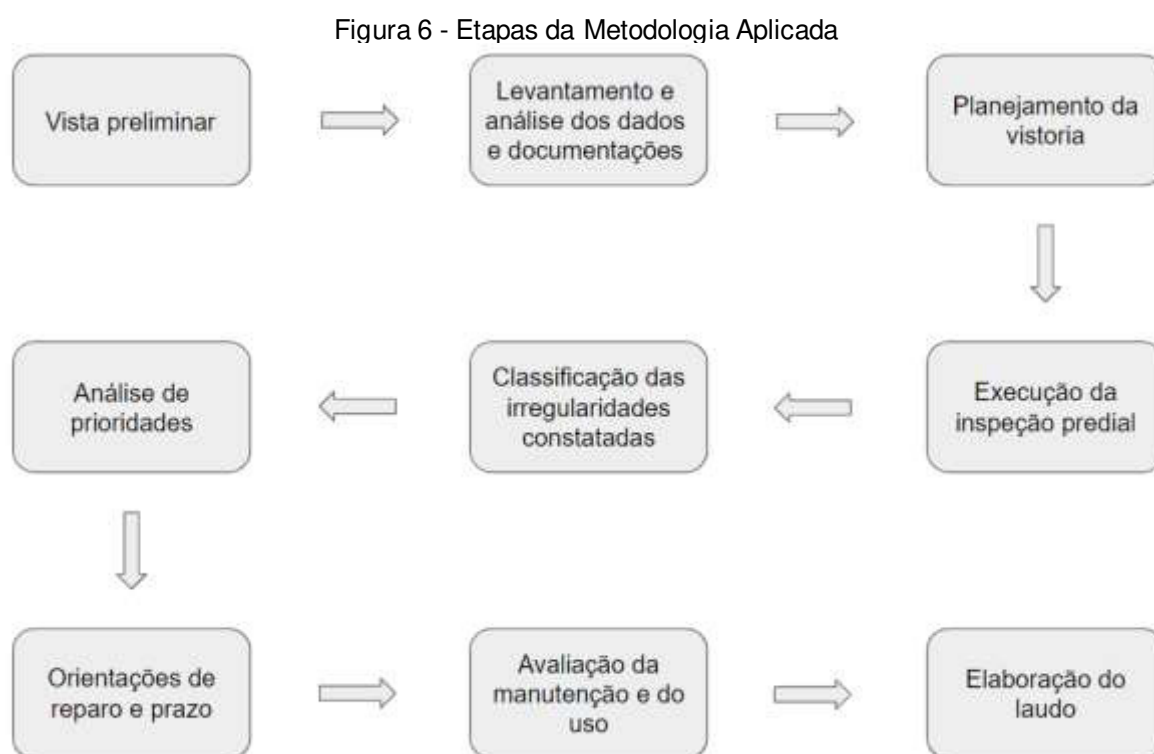 Figura 6 - Etapas da Metodologia Aplicada
Vista preliminar
Levantamento e
análise dos dados
e documentações
Planejamento da
vistoria
Execução da
inspeção predial
Classificação das
irregularidades
constatadas
Análise de
prioridades
Orientações de
reparo e prazo
Avaliação da
manutenção e do
uso
Elaboração do
laudo